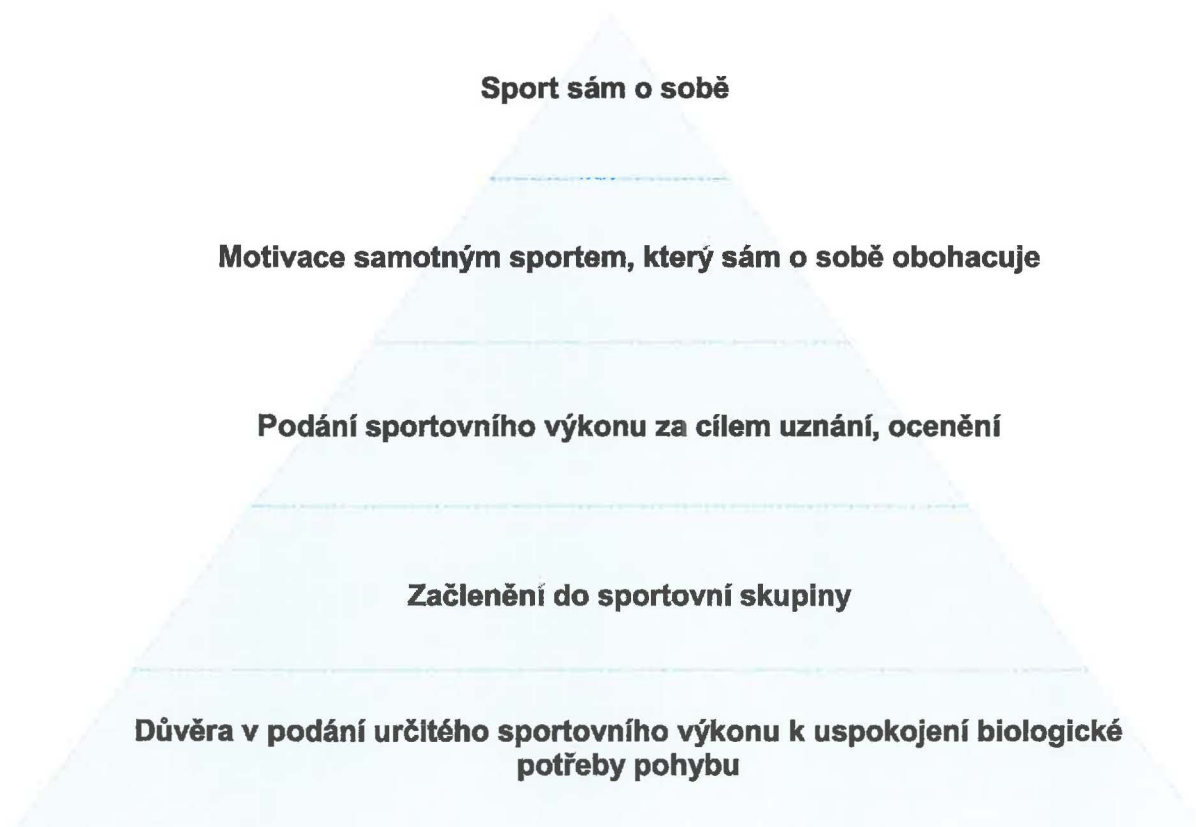 Sport sám o sobě
Motivace samotným sportem, který sám o sobě obohacuje
Podání sportovního výkonu za cílem uznání, ocenění
Začlenění do sportovní skupiny
Důvěra v podání určitého sportovního výkonu k uspokojení biologické
potřeby pohybu